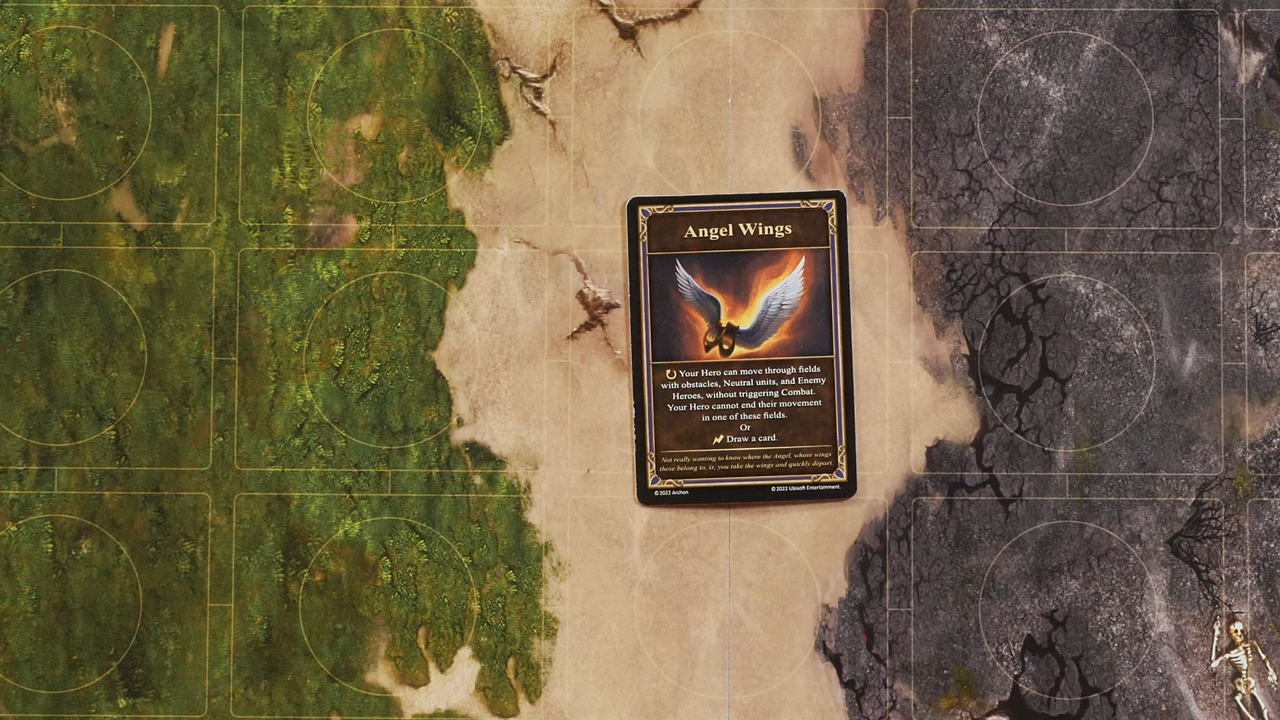 Angel Wings
Your Hero can move through fields
with obstacles, Neutral units, and Enemy
Heroes, without triggering Combat.
Your Hero cannot end their movement
in one of these fields.
Or
Draw a card.
Not really wanting to know where the Angel, whose wings
these belong to, is, you take the wings and quickly depart.
© 2022 Archon
© 2022 Ubisoft Entertainment.